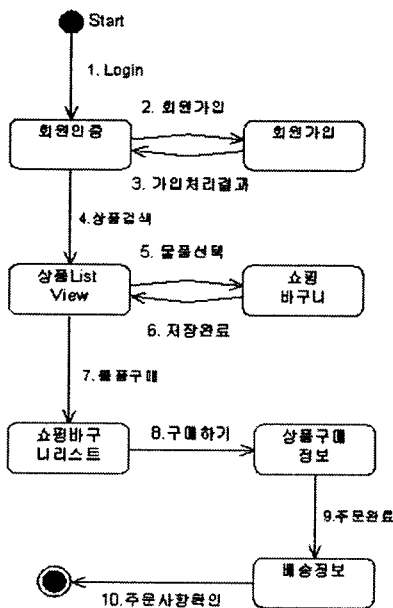 Start
1. Login
2. 회원가입
회원인증
회원가입
3. 가입처리결과
4.상품검색
5. 물품선택
상품List
View
쇼핑
바구니
6. 저장완료
7.물품구매
쇼핑바구
니리스트
8.구매하기
상품구매
정보
9.주문완료
배송정보
10.주문사항확인